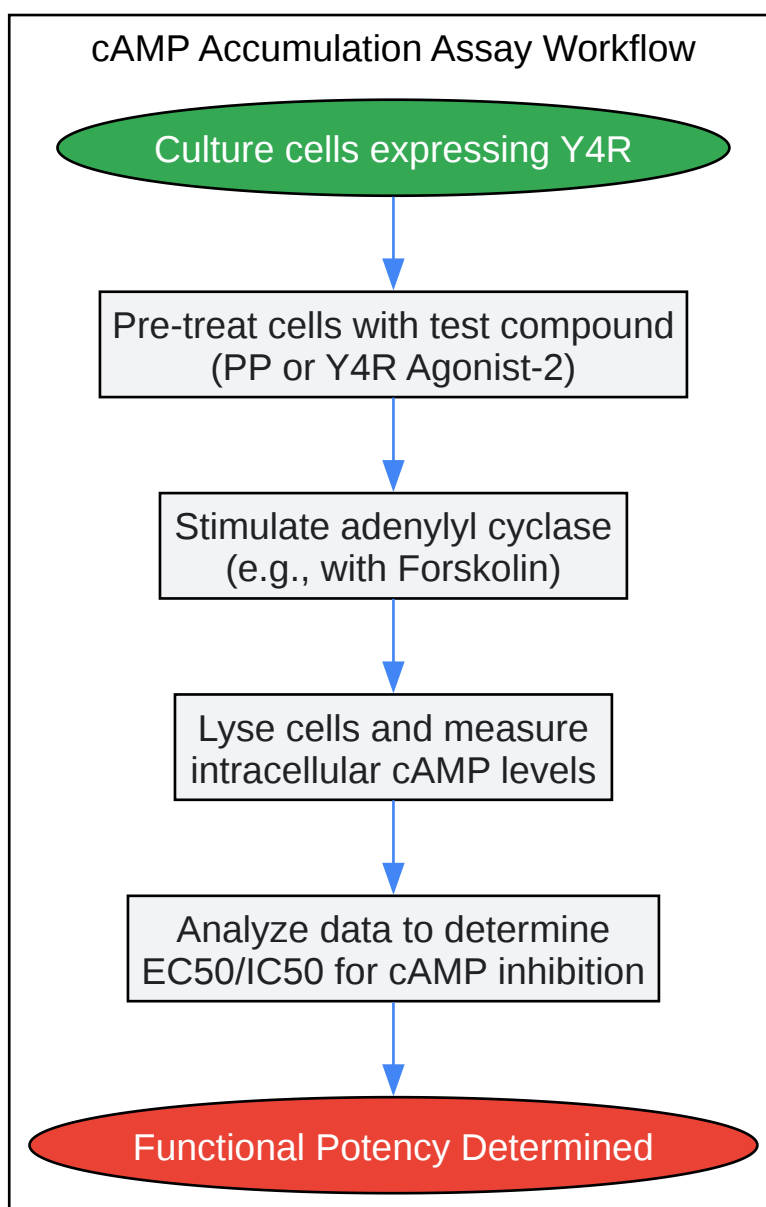 cAMP Accumulation Assay Workflow
Culture cells expressing Y4R
Pre-treat cells with test compound
(PP or Y4R Agonist-2)
Stimulate adenylyl cyclase
(e.g., with Forskolin)
Lyse cells and measure
intracellular cAMP levels
Analyze data to determine
EC50/IC50 for cAMP inhibition
Functional Potency Determined